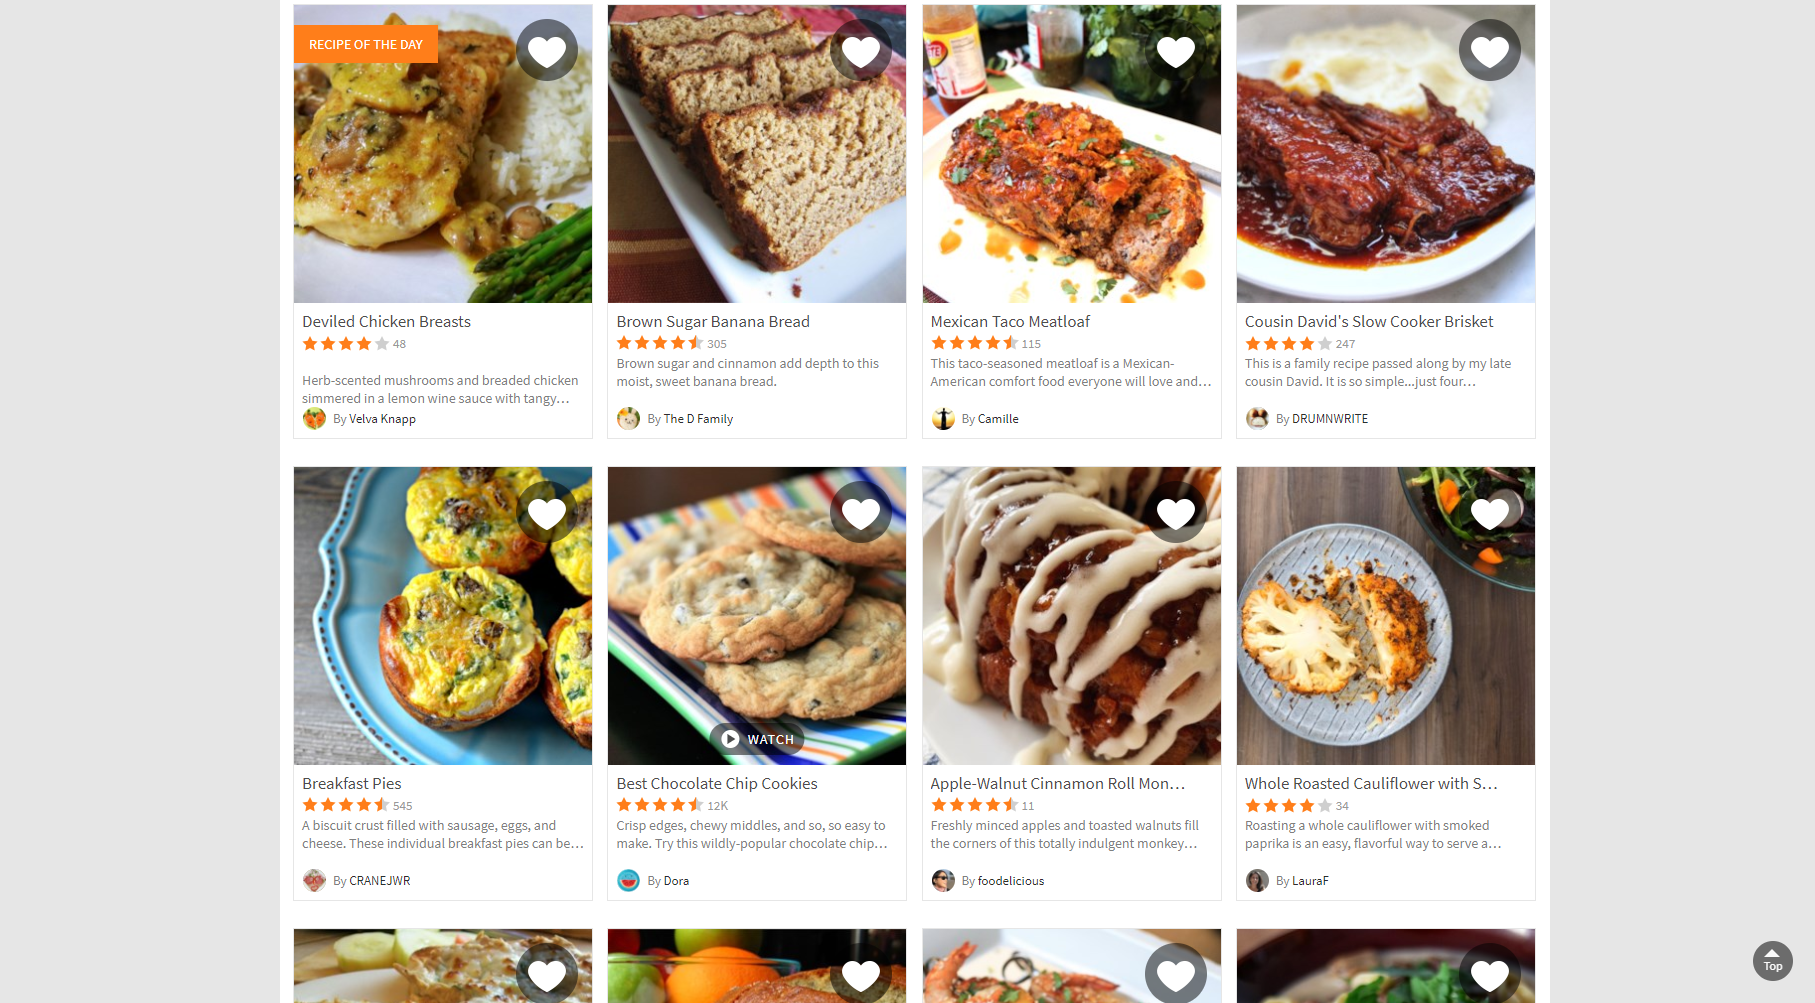 RECIPE OF THE DAY
Deviled Chicken Breasts
48
Herb-scented mushrooms and breaded chicken
simmered in a lemon wine sauce with tangy…
By Velva Knapp
Brown Sugar Banana Bread
305
Brown sugar and cinnamon add depth to this
moist, sweet banana bread.
By The D Family
Mexican Taco Meatloaf
115
This taco-seasoned meatloaf is a Mexican-
American comfort food everyone will love and…
By Camille
Cousin David's Slow Cooker Brisket
247
This is a family recipe passed along by my late
cousin David. It is so simple...just four…
By DRUMNWRITE
Breakfast Pies
545
A biscuit crust filled with sausage, eggs, and
cheese. These individual breakfast pies can be…
By CRANEJWR
WATCH
Best Chocolate Chip Cookies
12K
Crisp edges, chewy middles, and so, so easy to
make. Try this wildly-popular chocolate chip…
By Dora
Apple-Walnut Cinnamon Roll Mon…
11
Freshly minced apples and toasted walnuts fill
the corners of this totally indulgent monkey…
By foodelicious
Whole Roasted Cauliflower with S…
34
Roasting a whole cauliflower with smoked
paprika is an easy, flavorful way to serve a…
By LauraF
Top